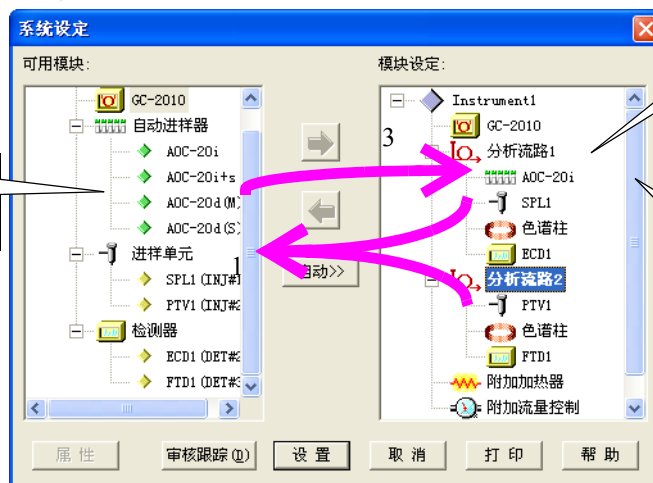 系统设定
可用模块:
GC-2010
自动进样器
AOC-20i
AOC-20i+s
AOC-20d(M)
AOC-20d(S)
进样单元
1
SPL1(INJ#1
PTV1(INJ#2
检测器
ECD1(DET#2
FTD1(DET#3
自动>>
模块设定:
Instrument1
GC-2010
3
分析流路1
AOC-20i
SPL1
色谱柱
ECD1
分析流路2
PTV1
色谱柱
FTD1
附加加热器
附加流量控制
属性
审核跟踪(D)
设置
取消
打印
帮助